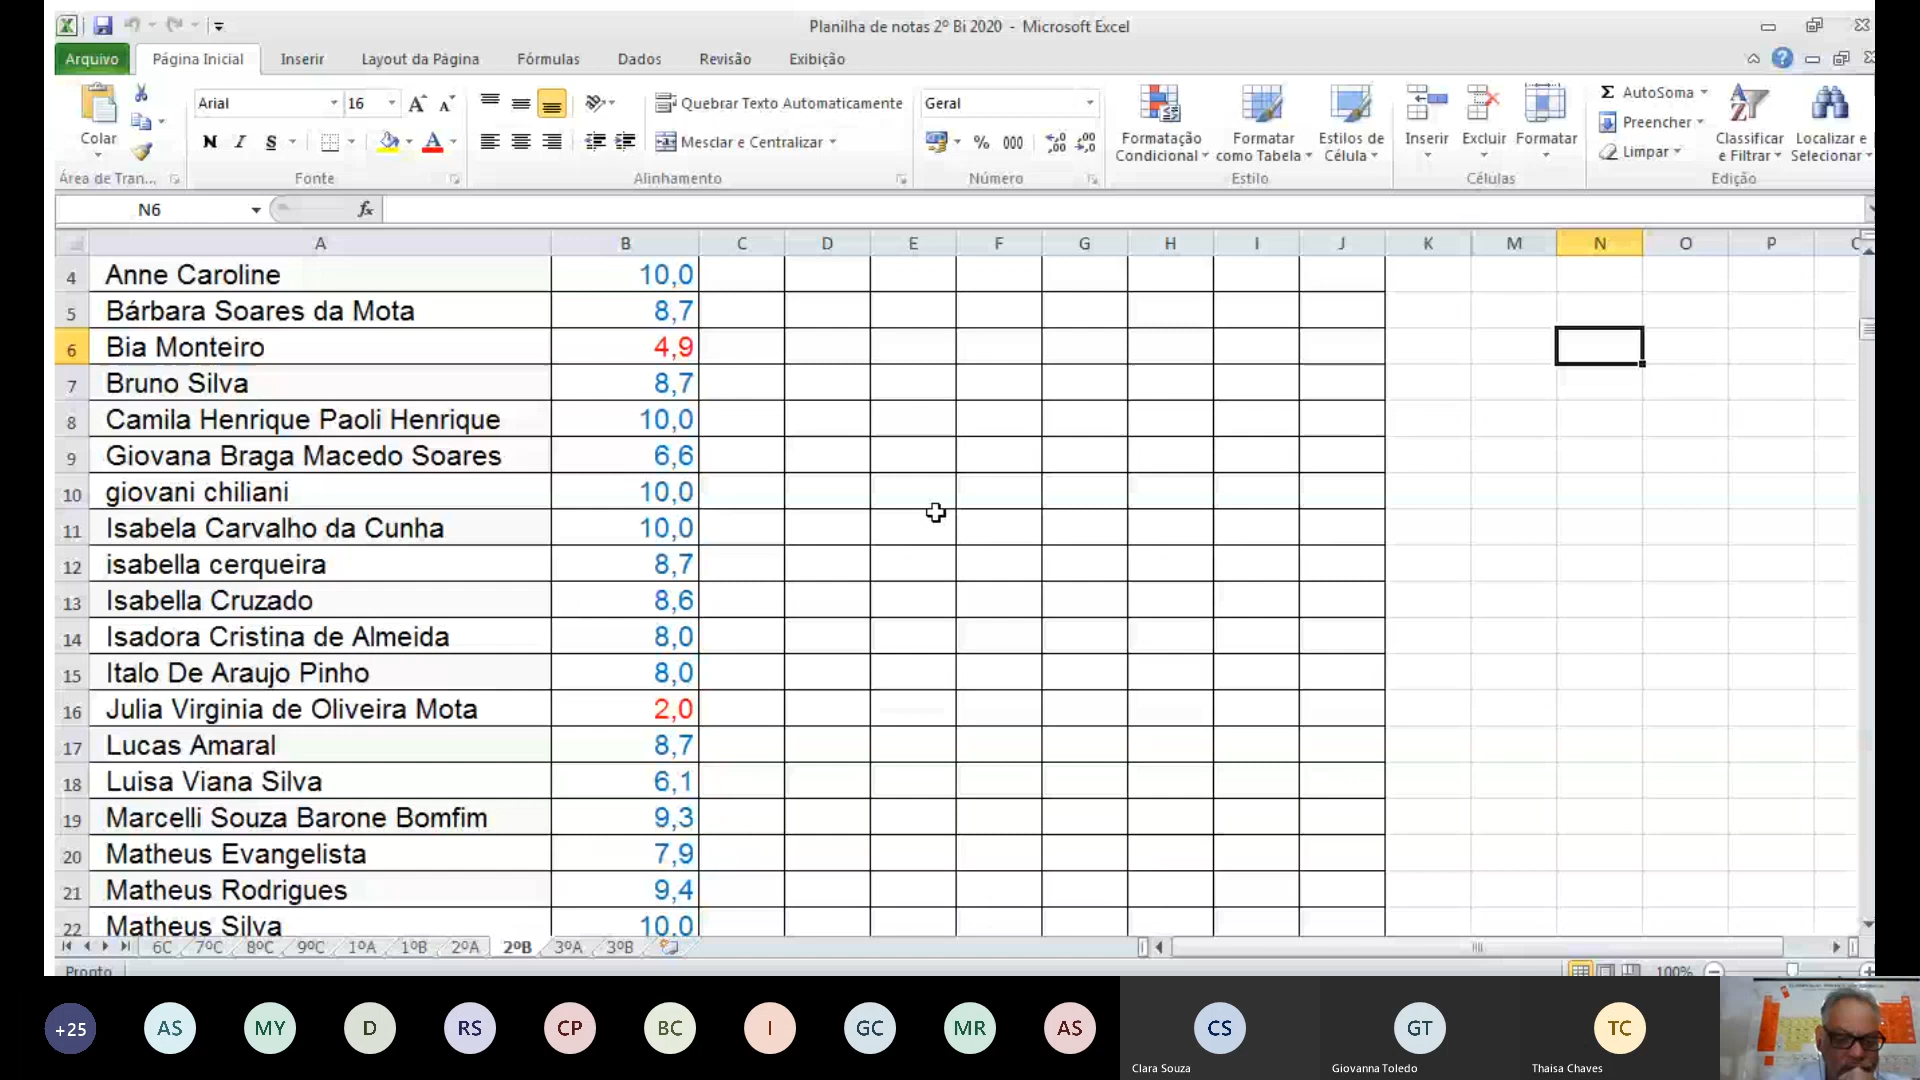 Planilha de notas 2º Bi 2020 - Microsoft Excel
Arquivo Página Inicial Inserir Layout da Página Fórmulas Dados Revisão Exibição
Colar
Arial 16
Quebrar Texto Automaticamente
Geral
N I S
Mesclar e Centralizar
% 000
Formatação Condicional
Formatar como Tabela
Estilos de Célula
Inserir Excluir Formatar
Σ AutoSoma
Preencher
Limpar
Classificar e Filtrar
Localizar e Selecionar
Área de Tran... Fonte Alinhamento Número Estilo Células Edição
N6 fx
A B C D E F G H I J K M N O P
4 Anne Caroline 10,0
5 Bárbara Soares da Mota 8,7
6 Bia Monteiro 4,9
7 Bruno Silva 8,7
8 Camila Henrique Paoli Henrique 10,0
9 Giovana Braga Macedo Soares 6,6
10 giovani chiliani 10,0
11 Isabela Carvalho da Cunha 10,0
12 isabella cerqueira 8,7
13 Isabella Cruzado 8,6
14 Isadora Cristina de Almeida 8,0
15 Italo De Araujo Pinho 8,0
16 Julia Virginia de Oliveira Mota 2,0
17 Lucas Amaral 8,7
18 Luisa Viana Silva 6,1
19 Marcelli Souza Barone Bomfim 9,3
20 Matheus Evangelista 7,9
21 Matheus Rodrigues 9,4
22 Matheus Silva 10,0
6C 7ºC 8ºC 9ºC 1ºA 1ºB 2ºA 2ºB 3ºA 3ºB
Pronto 100%
+25 AS MY D RS CP BC I GC MR AS CS GT TC
Clara Souza Giovanna Toledo Thaisa Chaves